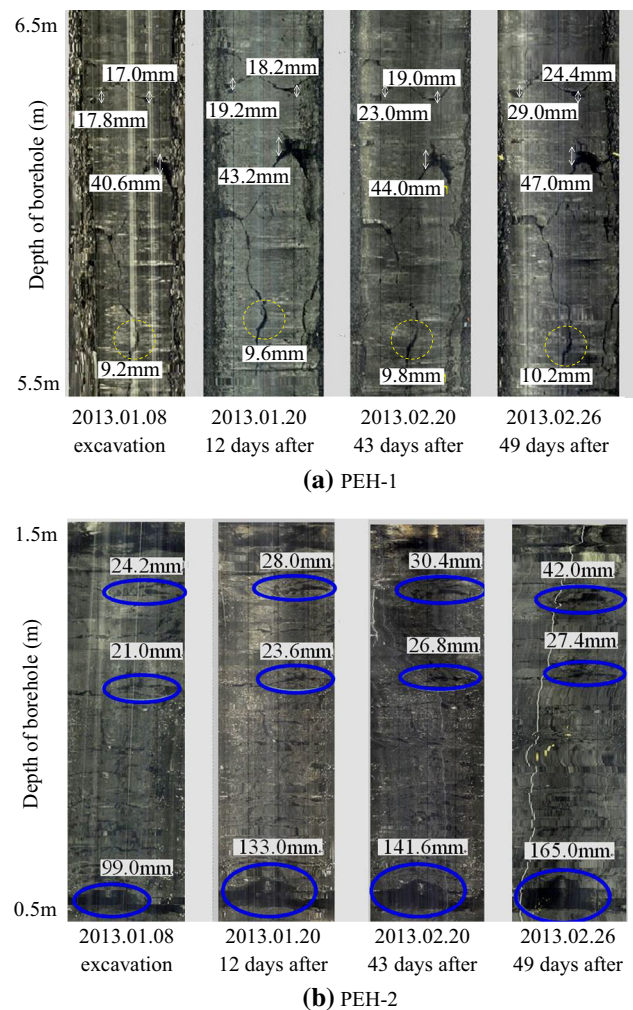 6.5m
17.0mm
17.8mm
40.6mm
9.2mm
18.2mm
19.2mm
43.2mm
9.6mm
19.0mm
23.0mm
44.0mm
9.8mm
24.4mm
29.0mm
47.0mm
10.2mm
Depth of borehole (m)
5.5m
2013.01.08 2013.01.20 2013.02.20 2013.02.26
excavation 12 days after 43 days after 49 days after
(a) PEH-1
1.5m
24.2mm 28.0mm 30.4mm 42.0mm
21.0mm 23.6mm 26.8mm 27.4mm
Depth of borehole (m)
99.0mm 133.0mm 141.6mm 165.0mm
0.5m
2013.01.08 2013.01.20 2013.02.20 2013.02.26
excavation 12 days after 43 days after 49 days after
(b) PEH-2